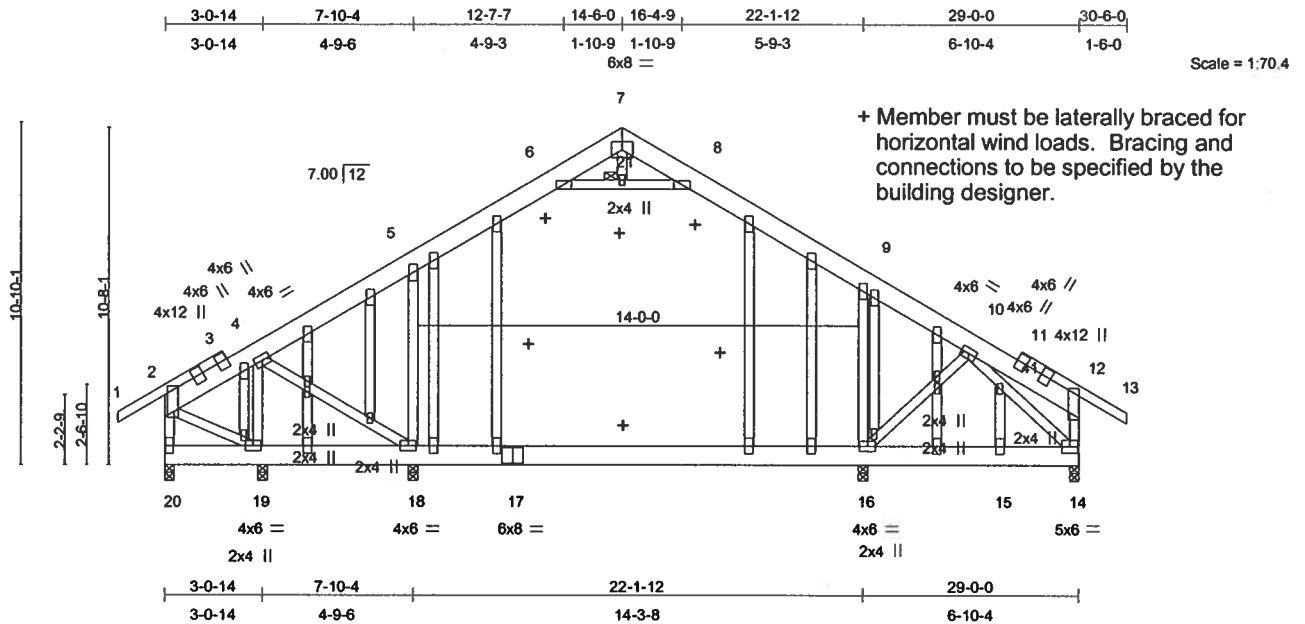 3-0-14 7-10-4 12-7-7 14-6-0 16-4-9 22-1-12 29-0-0 30-6-0
3-0-14 4-9-6 4-9-3 1-10-9 1-10-9 5-9-3 6-10-4 1-6-0
6x8 =
Scale = 1:70.4
7
+ Member must be laterally braced for
horizontal wind loads. Bracing and
connections to be specified by the
building designer.
6 8
21
7.00 12
2x4 ||
5 9
4x6 \\
4x6 \\ 4x6 //
4x12 ||
3 4
2
1
4x6 \\ 4x6 //
10 4x6 //
11 4x12 ||
12
13
10-10-1
10-8-1
2-2-9
2-6-10
14-0-0
2x4 ||
2x4 ||
2x4 ||
2x4 ||
2x4 ||
2x4 ||
20 19 18 17 16 15 14
4x6 = 4x6 = 6x8 = 4x6 = 5x6 =
2x4 || 2x4 ||
3-0-14 7-10-4 22-1-12 29-0-0
3-0-14 4-9-6 14-3-8 6-10-4